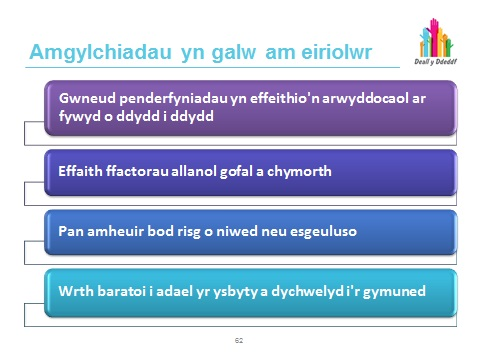 Amgylchiadau yn galw am eiriolwr
Deall y Ddeddf
Gwneud penderfyniadau yn effeithio'n arwyddocaol ar
fywyd o ddydd i ddydd
Effaith ffactorau allanol gofal a chymorth
Pan amheuir bod risg o niwed neu esgeuluso
Wrth baratoi i adael yr ysbyty a dychwelyd i'r gymuned
62